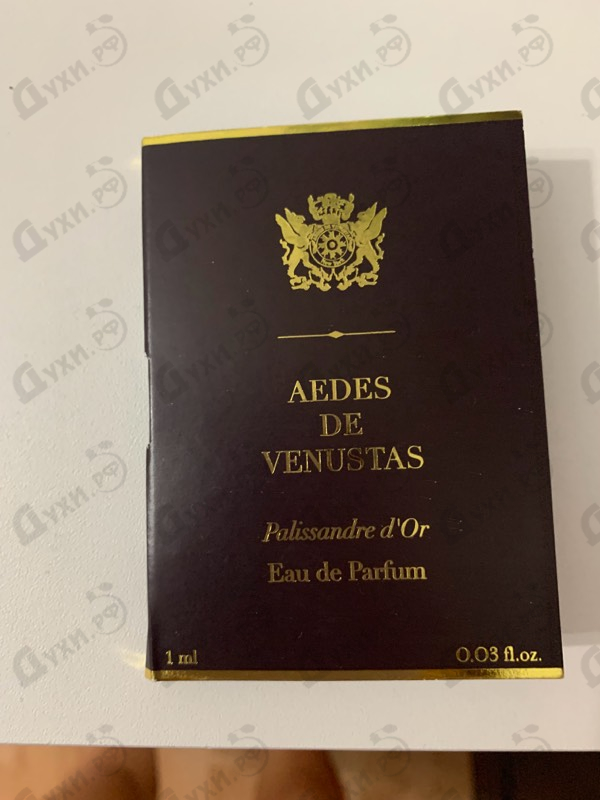 AEDES
DE
VENUSTAS
Palissandre d'Or
Eau de Parfum
1 ml 0.03 fl.oz.
Духи.РФ